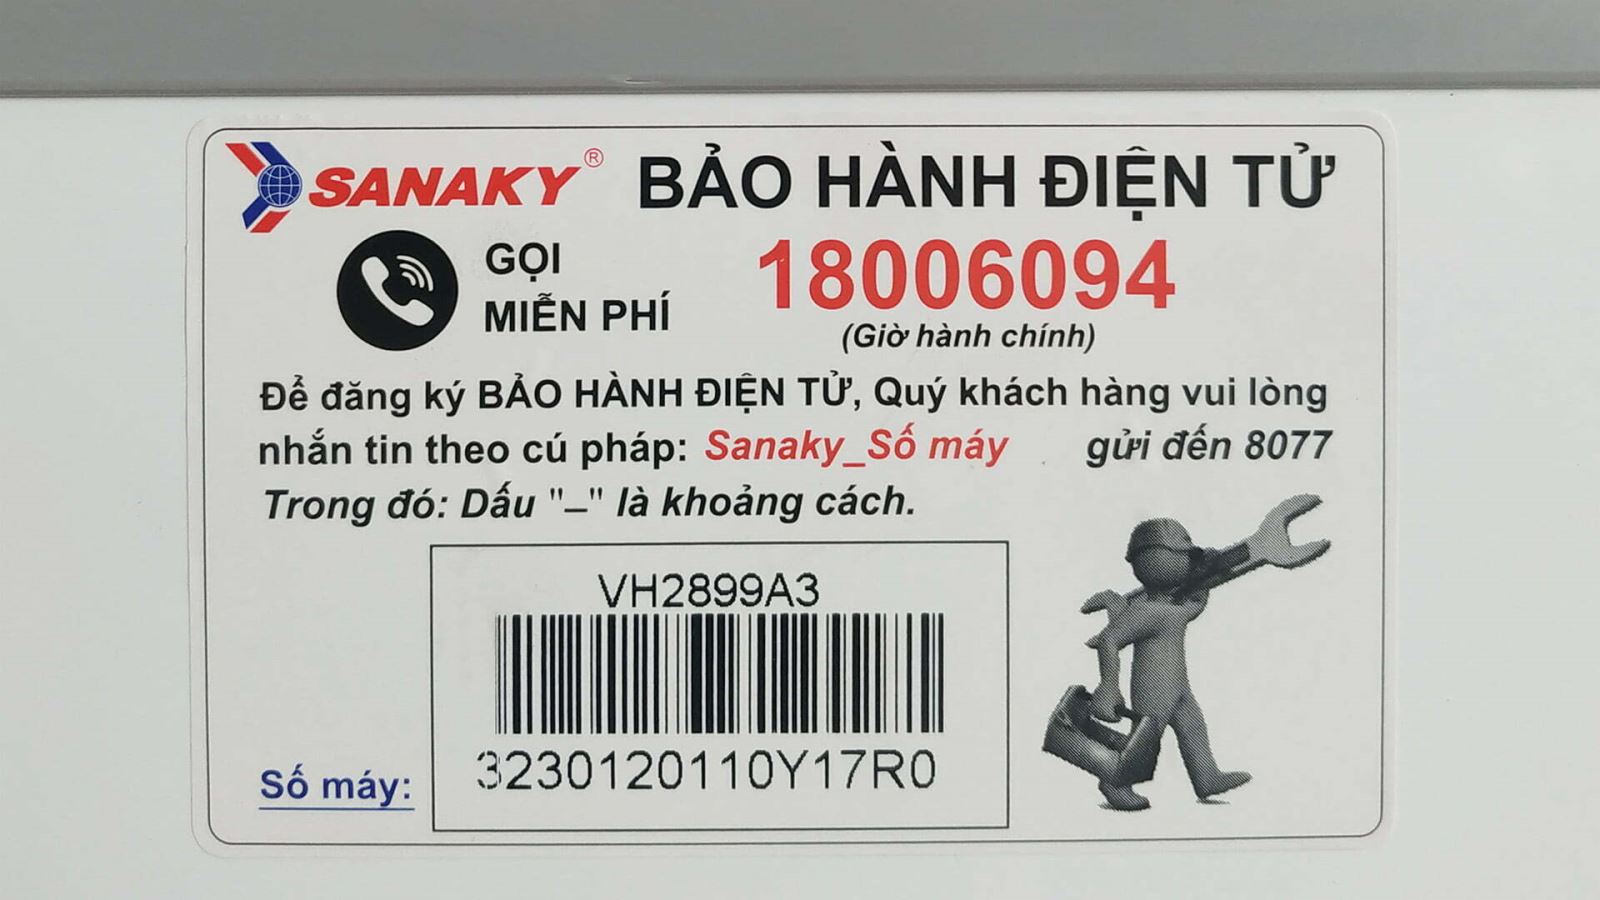 SANAKY ® BẢO HÀNH ĐIỆN TỬ
GỌI
MIỄN PHÍ
18006094
(Giờ hành chính)
Để đăng ký BẢO HÀNH ĐIỆN TỬ, Quý khách hàng vui lòng
nhắn tin theo cú pháp: Sanaky_Số máy gửi đến 8077
Trong đó: Dấu "_" là khoảng cách.
VH2899A3
Số máy: 3230120110Y17R0